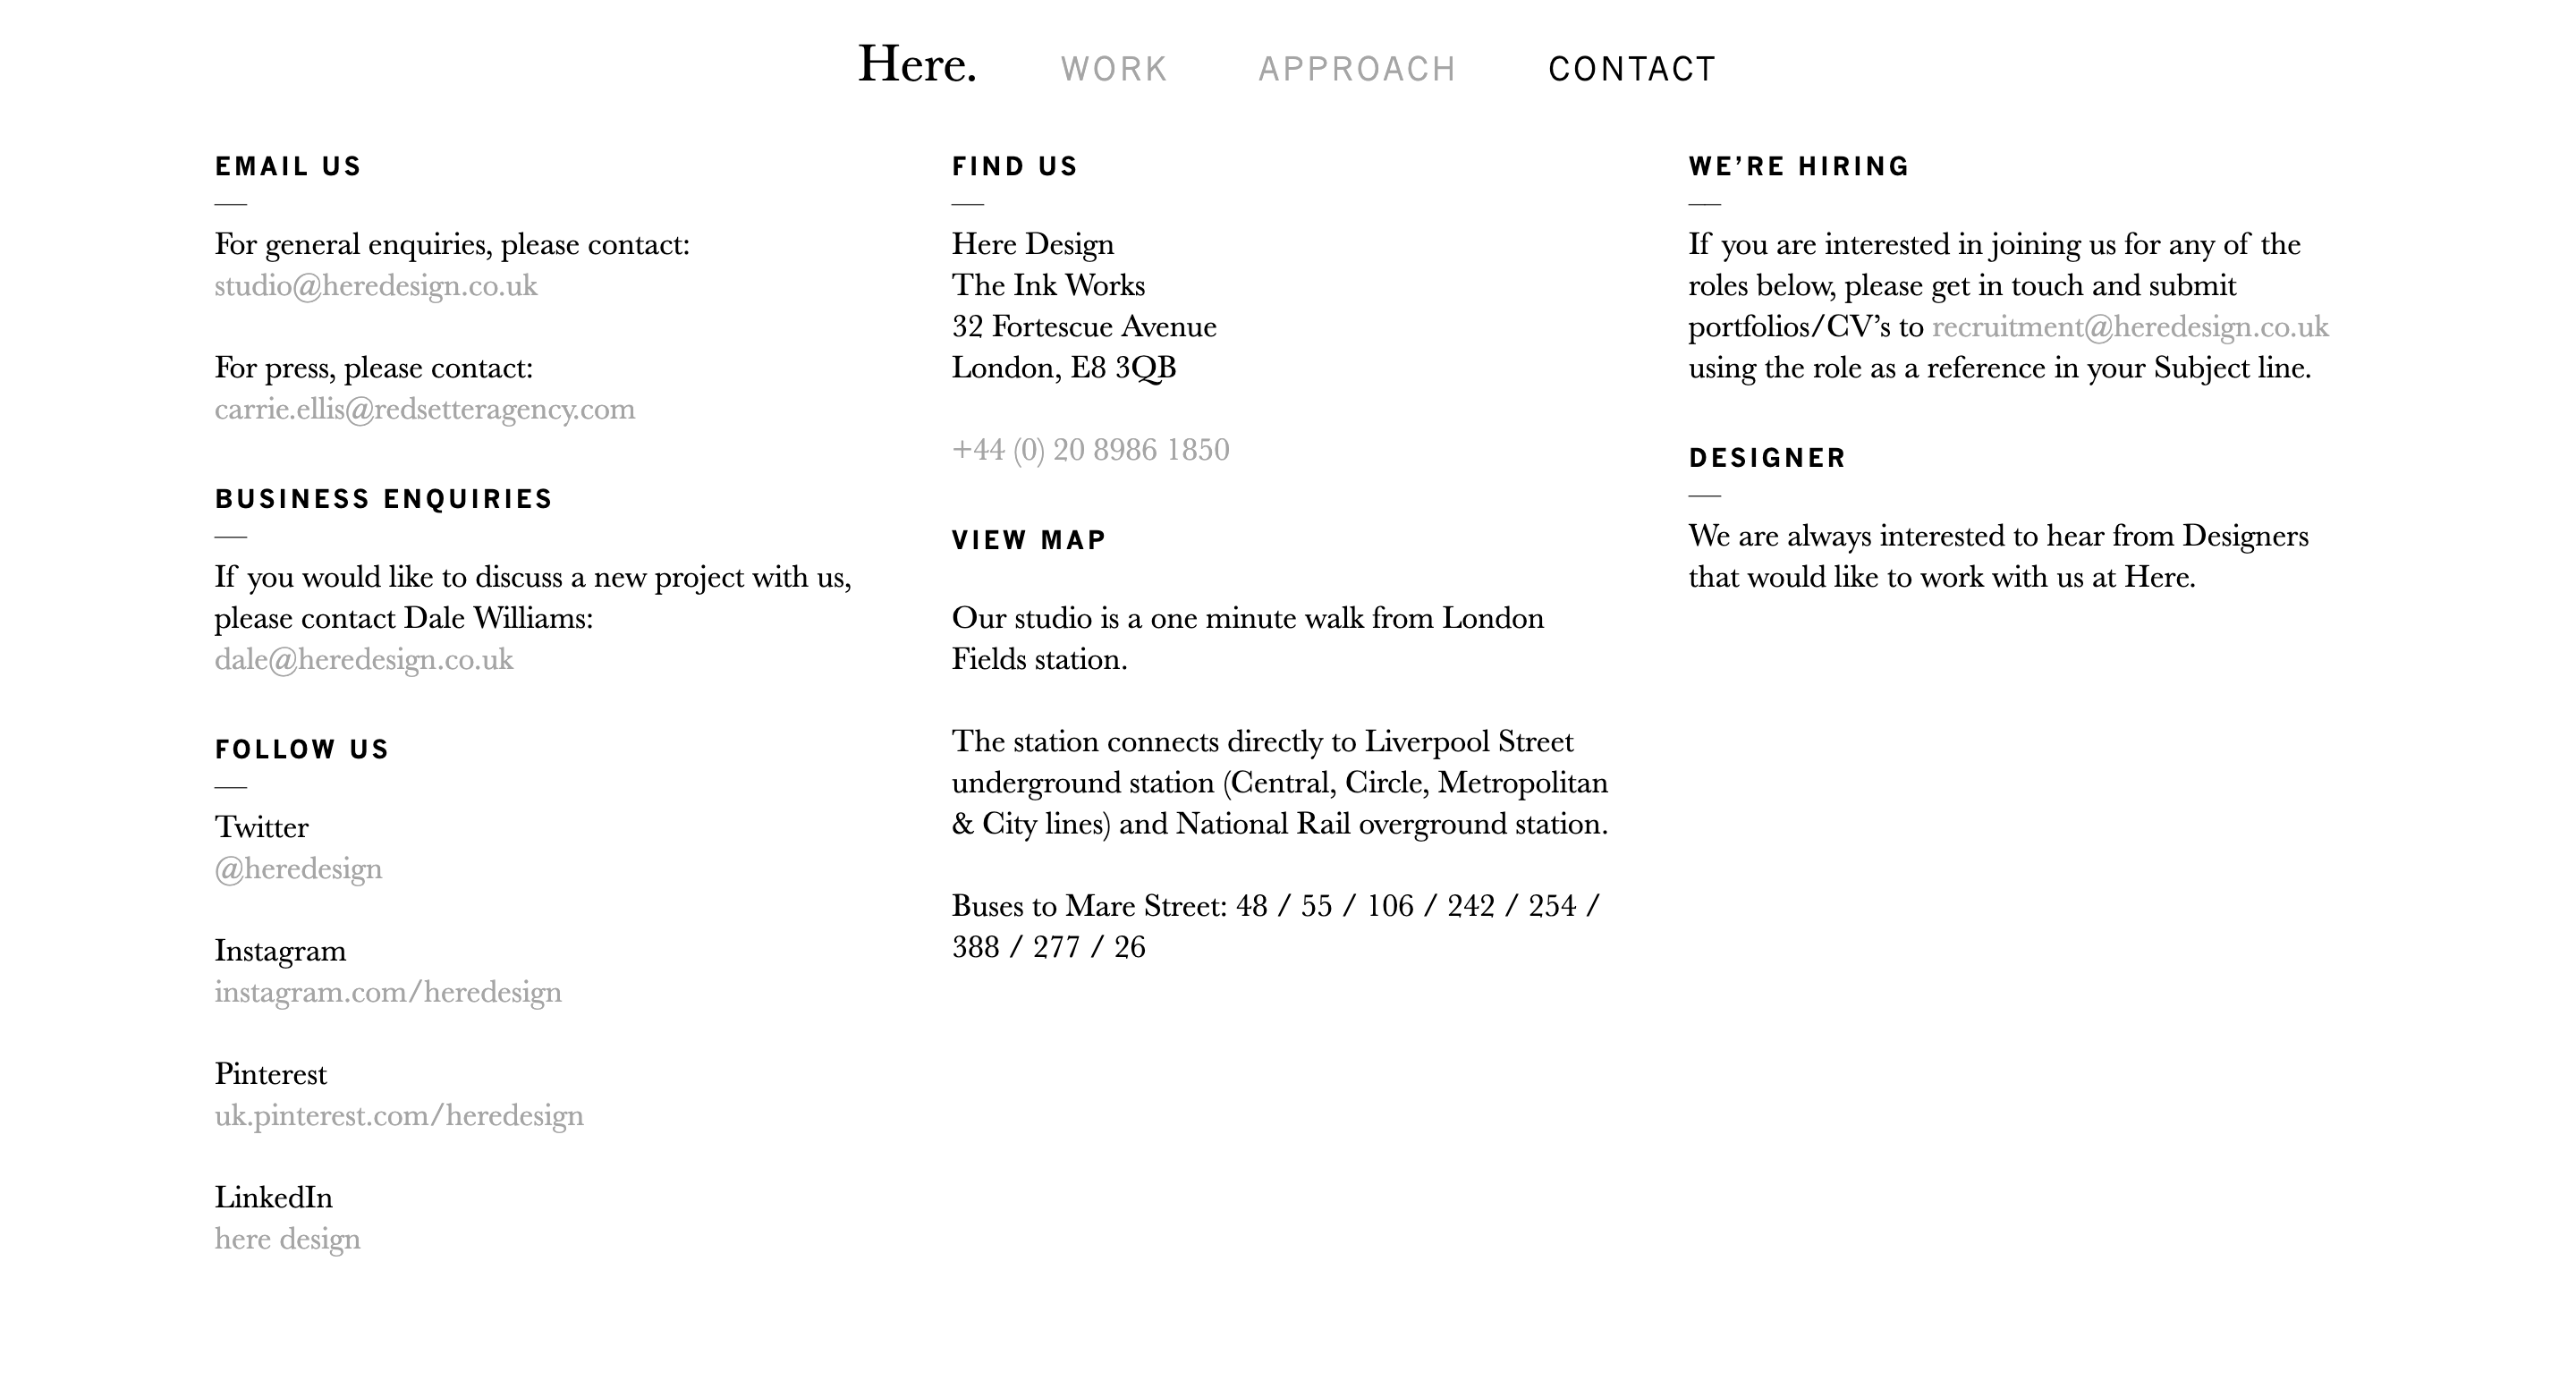 Here. WORK APPROACH CONTACT
EMAIL US
—
For general enquiries, please contact:
studio@heredesign.co.uk
For press, please contact:
carrie.ellis@redsetteragency.com
BUSINESS ENQUIRIES
—
If you would like to discuss a new project with us,
please contact Dale Williams:
dale@heredesign.co.uk
FOLLOW US
—
Twitter
@heredesign
Instagram
instagram.com/heredesign
Pinterest
uk.pinterest.com/heredesign
LinkedIn
here design
FIND US
—
Here Design
The Ink Works
32 Fortescue Avenue
London, E8 3QB
+44 (0) 20 8986 1850
VIEW MAP
Our studio is a one minute walk from London
Fields station.
The station connects directly to Liverpool Street
underground station (Central, Circle, Metropolitan
& City lines) and National Rail overground station.
Buses to Mare Street: 48 / 55 / 106 / 242 / 254 /
388 / 277 / 26
WE’RE HIRING
—
If you are interested in joining us for any of the
roles below, please get in touch and submit
portfolios/CV’s to recruitment@heredesign.co.uk
using the role as a reference in your Subject line.
DESIGNER
—
We are always interested to hear from Designers
that would like to work with us at Here.